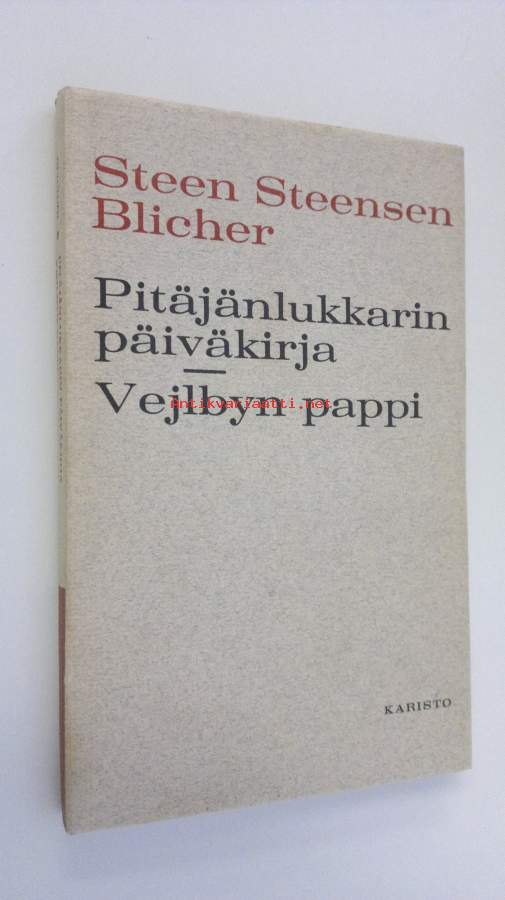 Steen Steensen
Blicher
Pitäjänlukkarin
päiväkirja
Vejlbyn pappi
antikvariaatti.net
KARISTO